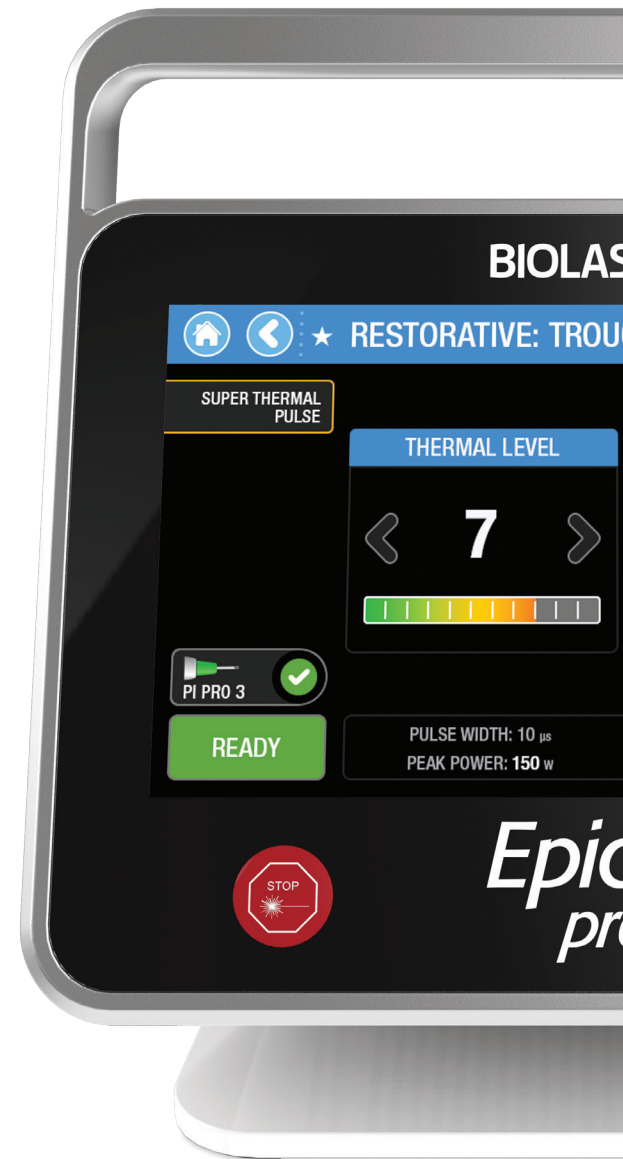 BIOLAS
RESTORATIVE: TROU
SUPER THERMAL
PULSE
THERMAL LEVEL
7
PI PRO 3
READY
PULSE WIDTH: 10 µs
PEAK POWER: 150 w
STOP
Epic
pro